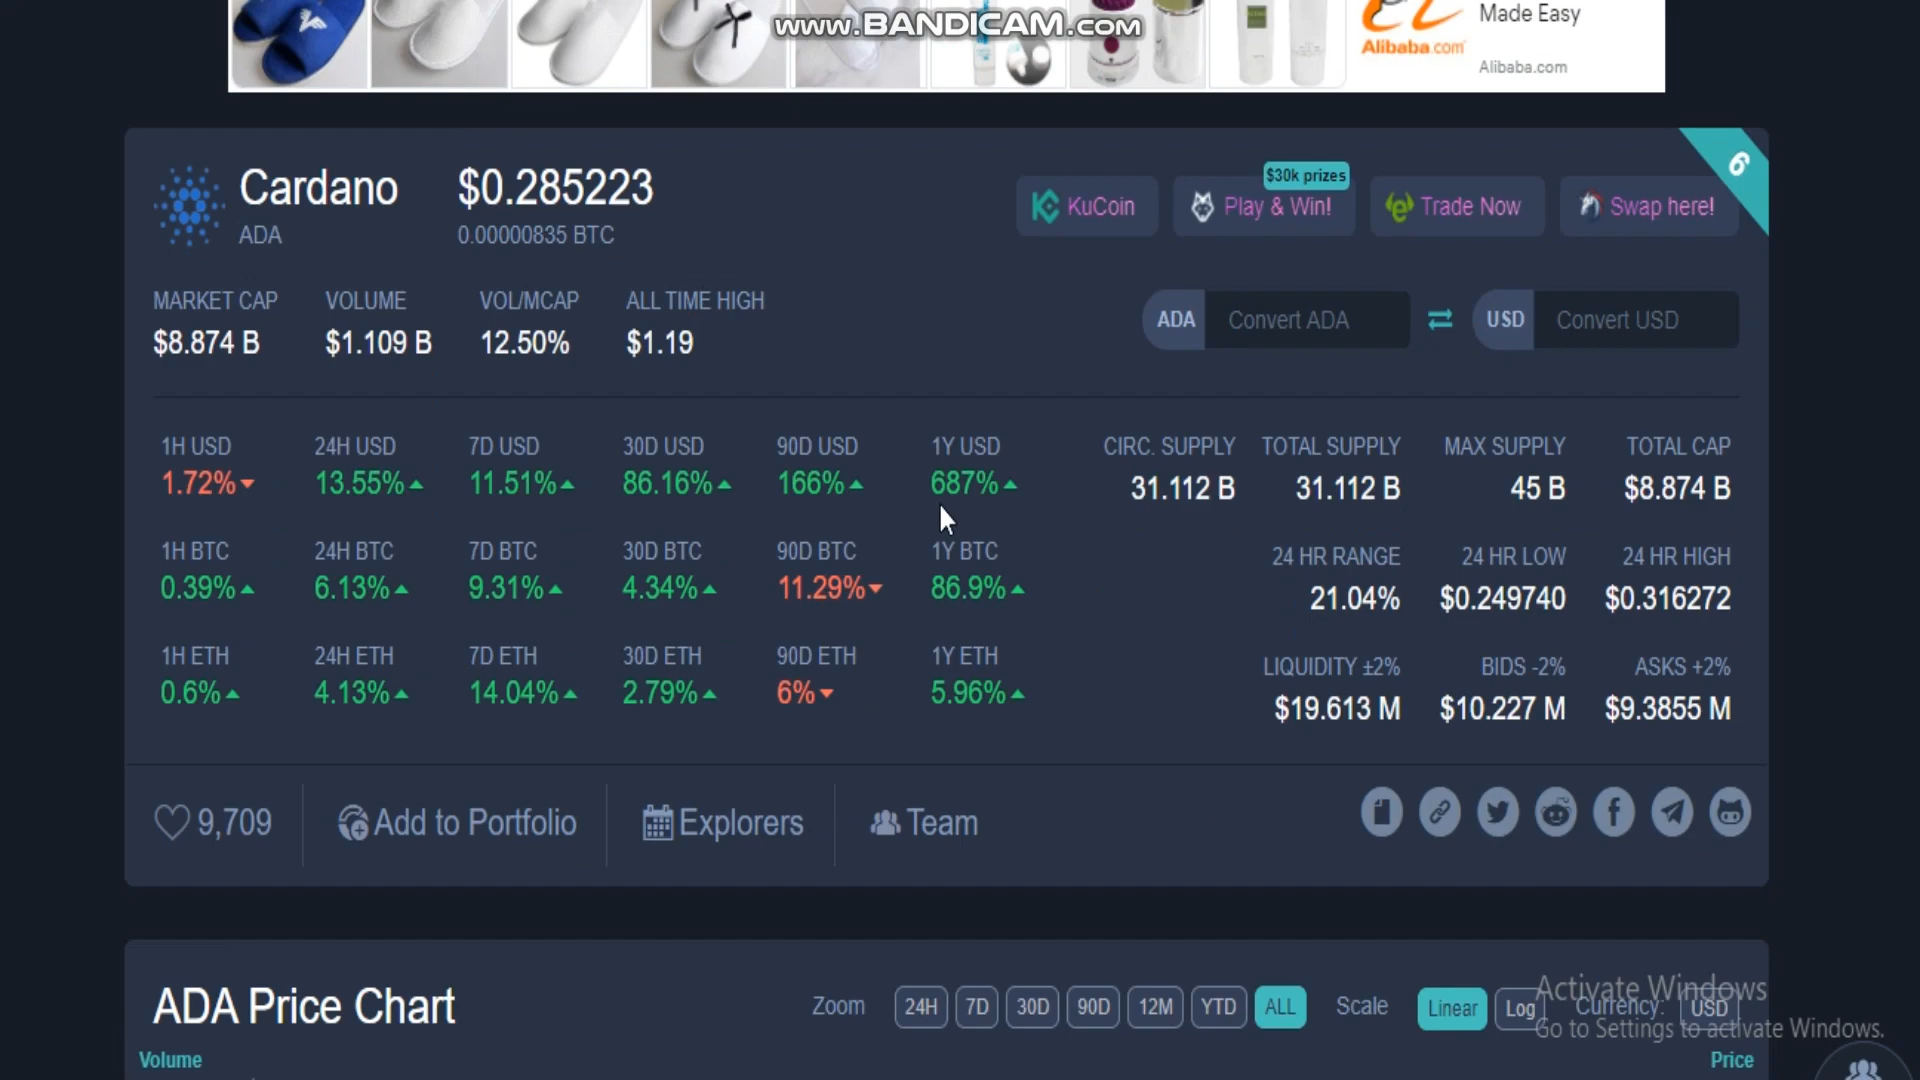 www.BANDICAM.com
Made Easy
Alibaba.com
Alibaba.com
6
Cardano
$0.285223
ADA
0.00000835 BTC
KuCoin
$30k prizes
Play & Win!
Trade Now
Swap here!
MARKET CAP
VOLUME
VOL/MCAP
ALL TIME HIGH
$8.874 B
$1.109 B
12.50%
$1.19
ADA
Convert ADA
USD
Convert USD
1H USD
24H USD
7D USD
30D USD
90D USD
1Y USD
1.72%
13.55%
11.51%
86.16%
166%
687%
CIRC. SUPPLY
TOTAL SUPPLY
MAX SUPPLY
TOTAL CAP
31.112 B
31.112 B
45 B
$8.874 B
1H BTC
24H BTC
7D BTC
30D BTC
90D BTC
1Y BTC
0.39%
6.13%
9.31%
4.34%
11.29%
86.9%
24 HR RANGE
24 HR LOW
24 HR HIGH
21.04%
$0.249740
$0.316272
1H ETH
24H ETH
7D ETH
30D ETH
90D ETH
1Y ETH
0.6%
4.13%
14.04%
2.79%
6%
5.96%
LIQUIDITY ±2%
BIDS -2%
ASKS +2%
$19.613 M
$10.227 M
$9.3855 M
9,709
Add to Portfolio
Explorers
Team
ADA Price Chart
Zoom
24H
7D
30D
90D
12M
YTD
ALL
Scale
Linear
Log
Currency:
USD
Activate Windows
Go to Settings to activate Windows.
Volume
Price